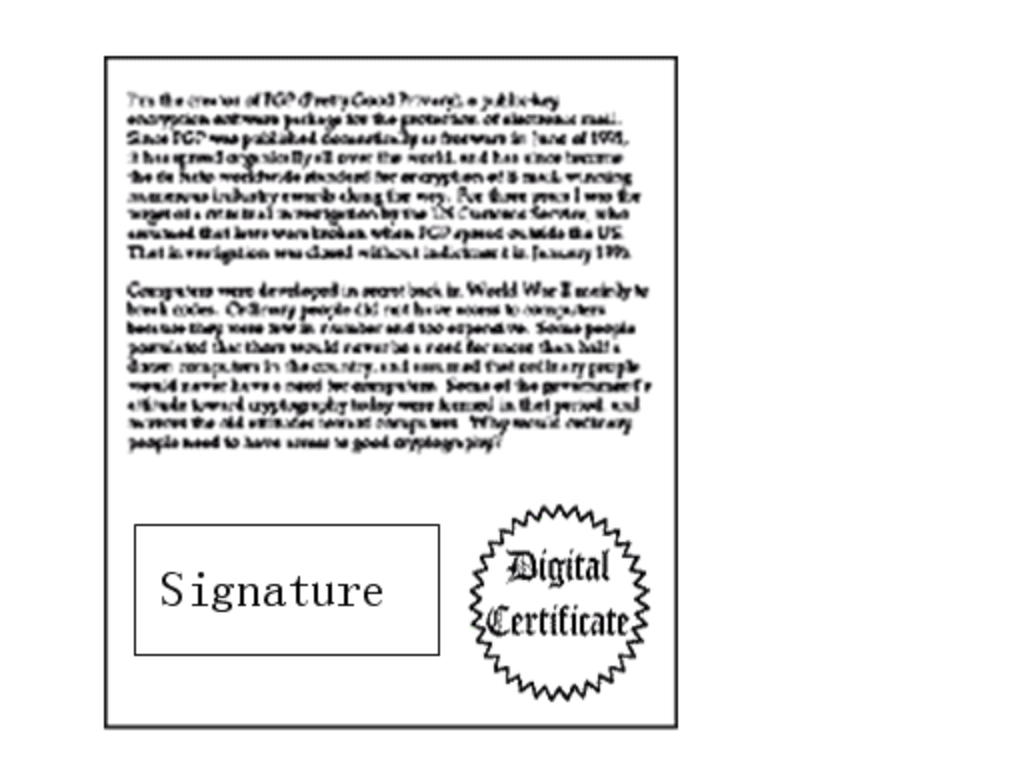 I'm the creator of PGP (Pretty Good Privacy), a public-key
encryption software package for the protection of electronic mail.
Since PGP was published domestically as freeware in June of 1991,
it has spread organically all over the world, and has since become
the de facto worldwide standard for encryption of E-mail, winning
numerous industry awards along the way. For three years I was the
target of a criminal investigation by the US Customs Service, who
assumed that laws were broken when PGP spread outside the US.
That investigation was closed without indictment in January 1996.
Computers were developed in secret back in World War II mainly to
break codes. Ordinary people did not have access to computers
because they were few in number and too expensive. Some people
postulated that there would never be a need for more than half a
dozen computers in the country, and assumed that ordinary people
would never have a need for computers. Some of the government's
attitude toward cryptography today were formed in that period, and
mirrors the old attitudes toward computers. Why would ordinary
people need to have access to good cryptography?
Signature
Digital
Certificate